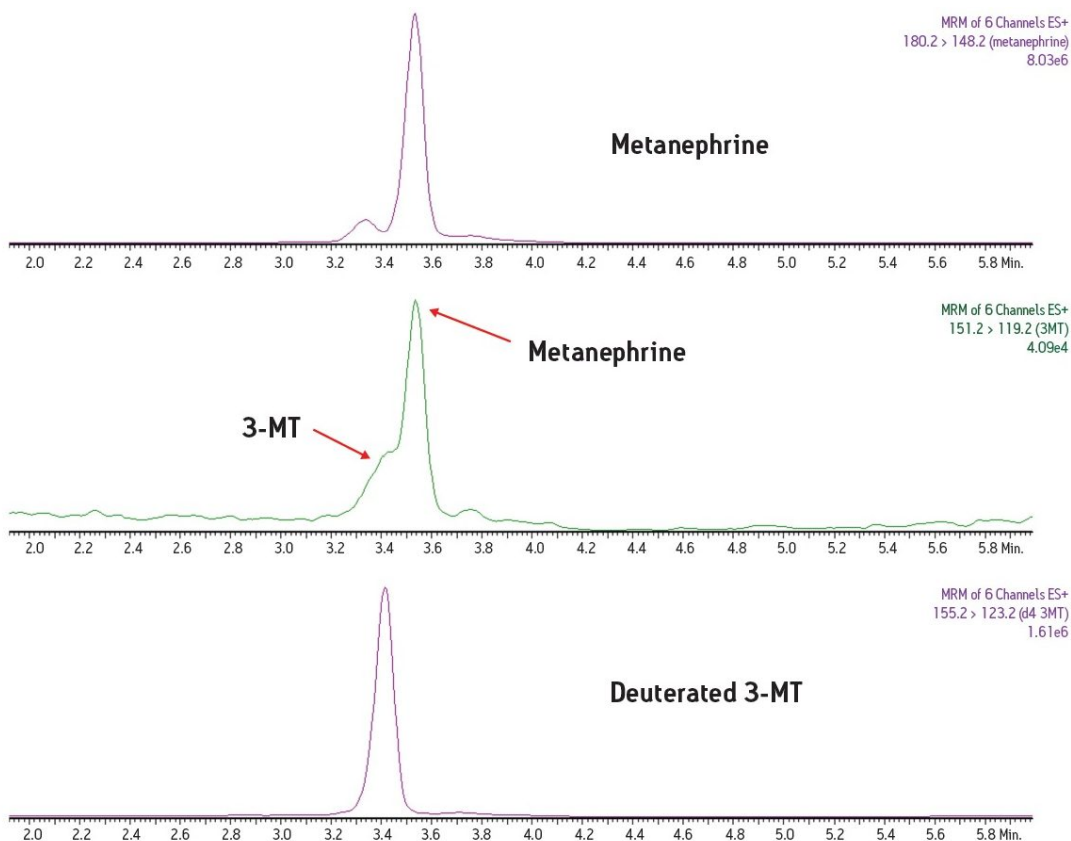 MRM of 6 Channels ES+
180.2 > 148.2 (metanephrine)
8.03e6
Metanephrine
2.0 2.2 2.4 2.6 2.8 3.0 3.2 3.4 3.6 3.8 4.0 4.2 4.4 4.6 4.8 5.0 5.2 5.4 5.6 5.8 Min.
MRM of 6 Channels ES+
151.2 > 119.2 (3MT)
4.09e4
Metanephrine
3-MT
2.0 2.2 2.4 2.6 2.8 3.0 3.2 3.4 3.6 3.8 4.0 4.2 4.4 4.6 4.8 5.0 5.2 5.4 5.6 5.8 Min.
MRM of 6 Channels ES+
155.2 > 123.2 (d4 3MT)
1.61e6
Deuterated 3-MT
2.0 2.2 2.4 2.6 2.8 3.0 3.2 3.4 3.6 3.8 4.0 4.2 4.4 4.6 4.8 5.0 5.2 5.4 5.6 5.8 Min.